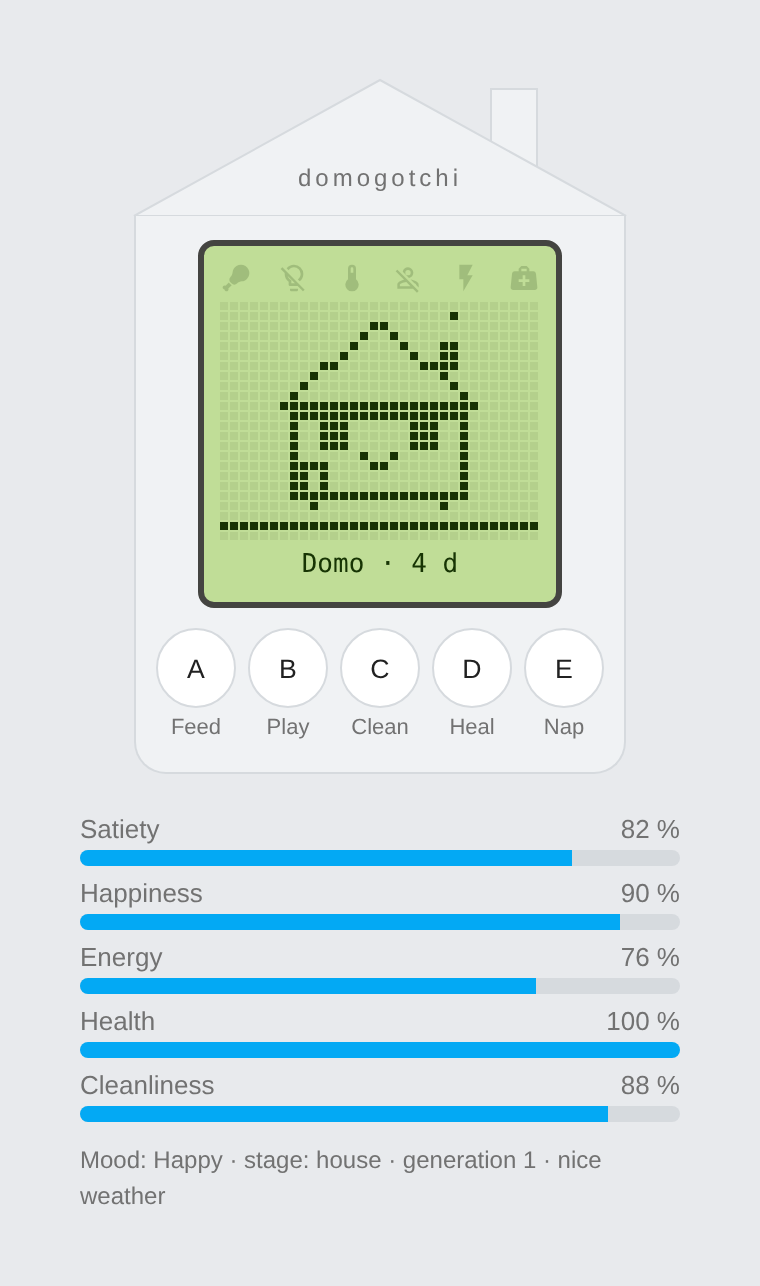 domogotchi
Domo · 4 d
A B C D E
Feed Play Clean Heal Nap
Satiety 82 %
Happiness 90 %
Energy 76 %
Health 100 %
Cleanliness 88 %
Mood: Happy · stage: house · generation 1 · nice
weather